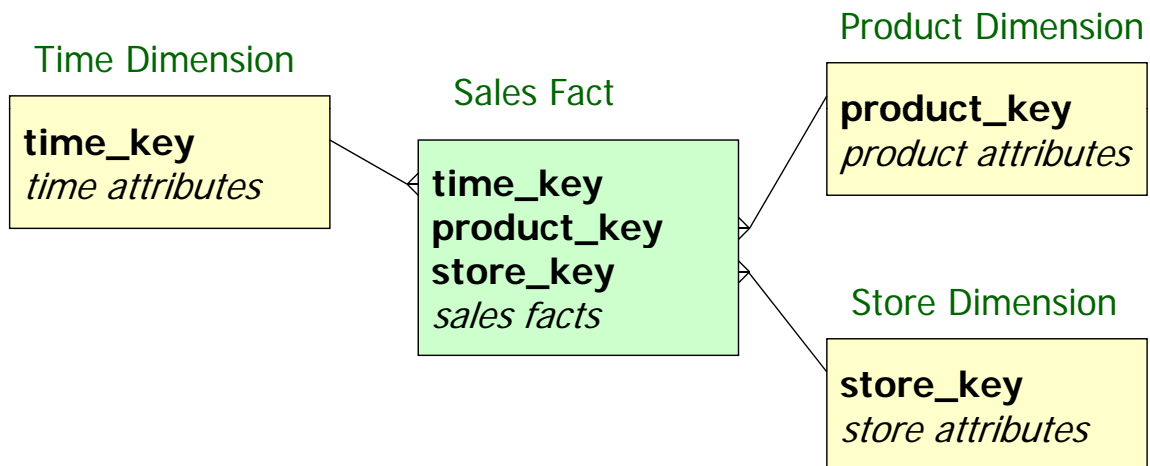 Time Dimension
time_key
time attributes
Sales Fact
time_key
product_key
store_key
sales facts
Product Dimension
product_key
product attributes
Store Dimension
store_key
store attributes